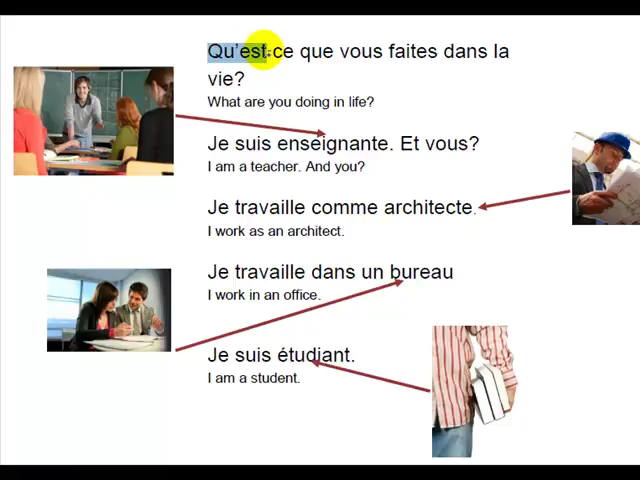 Qu'est-ce que vous faites dans la
vie?
What are you doing in life?
Je suis enseignante. Et vous?
I am a teacher. And you?
Je travaille comme architecte.
I work as an architect.
Je travaille dans un bureau
I work in an office.
Je suis étudiant.
I am a student.